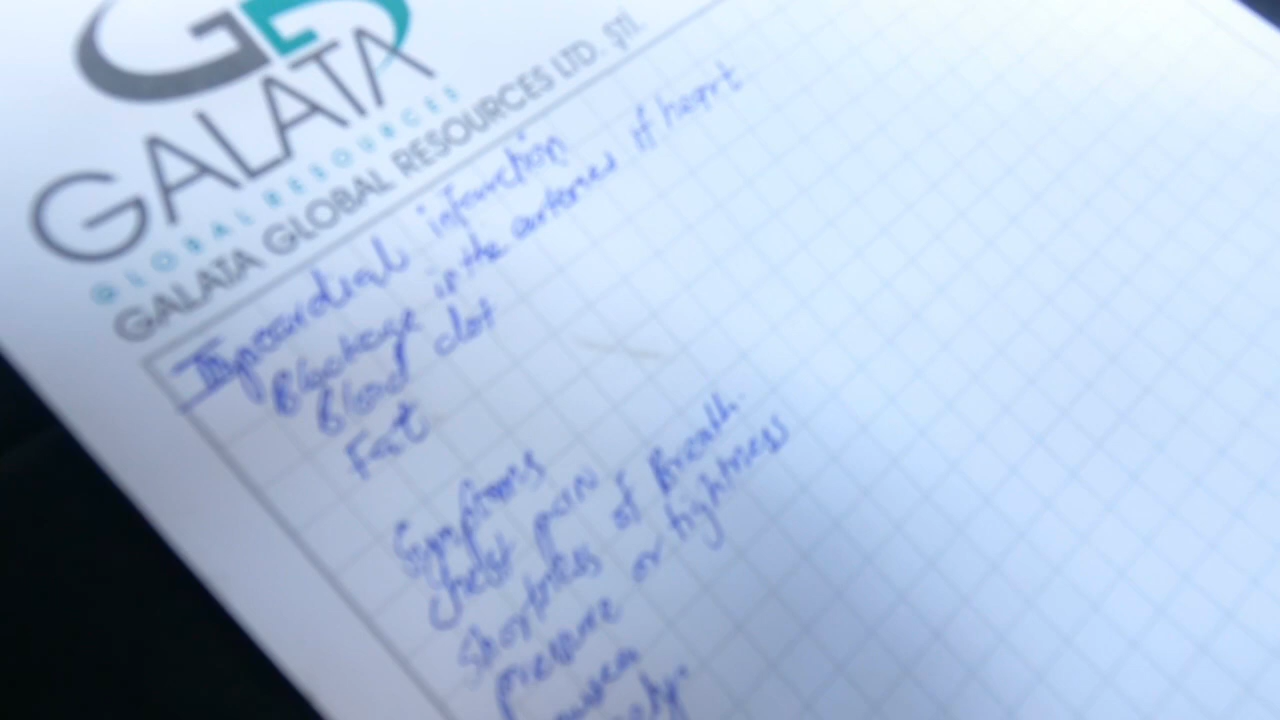 GALATA
GLOBAL RESOURCES
GALATA GLOBAL RESOURCES LTD. ŞTİ.
Myocardial infarction
Blockage in the arteries of heart
Blood clot
Fat
Symptoms
Chest pain
Shortness of Breath
pressure or tightness